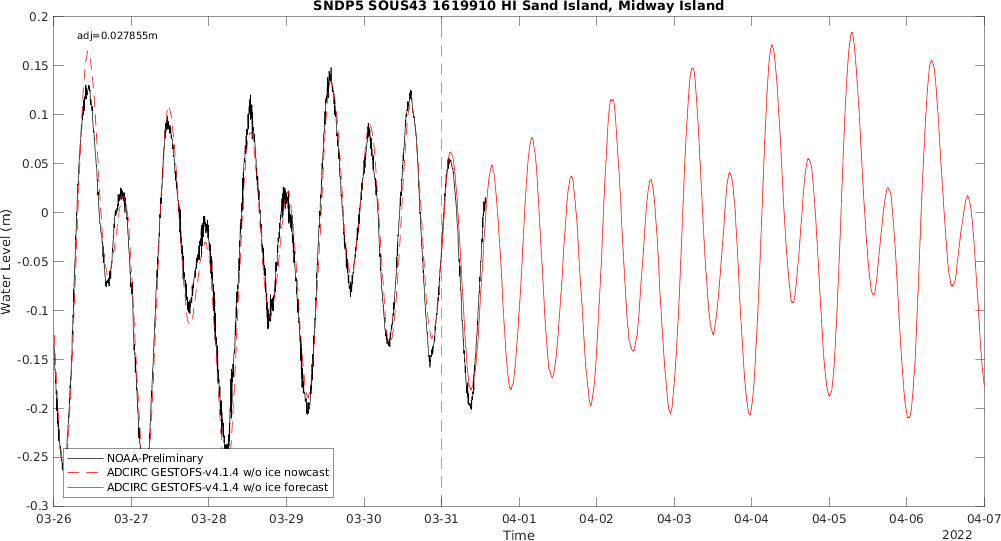 SNDP5 SOUS43 1619910 HI Sand Island, Midway Island
adj=0.027855m
0.2
0.15
0.1
0.05
0
-0.05
-0.1
-0.15
-0.2
-0.25
-0.3
Water Level (m)
NOAA-Preliminary
ADCIRC GESTOFS-v4.1.4 w/o ice nowcast
ADCIRC GESTOFS-v4.1.4 w/o ice forecast
03-26 03-27 03-28 03-29 03-30 03-31 04-01 04-02 04-03 04-04 04-05 04-06 04-07
Time
2022